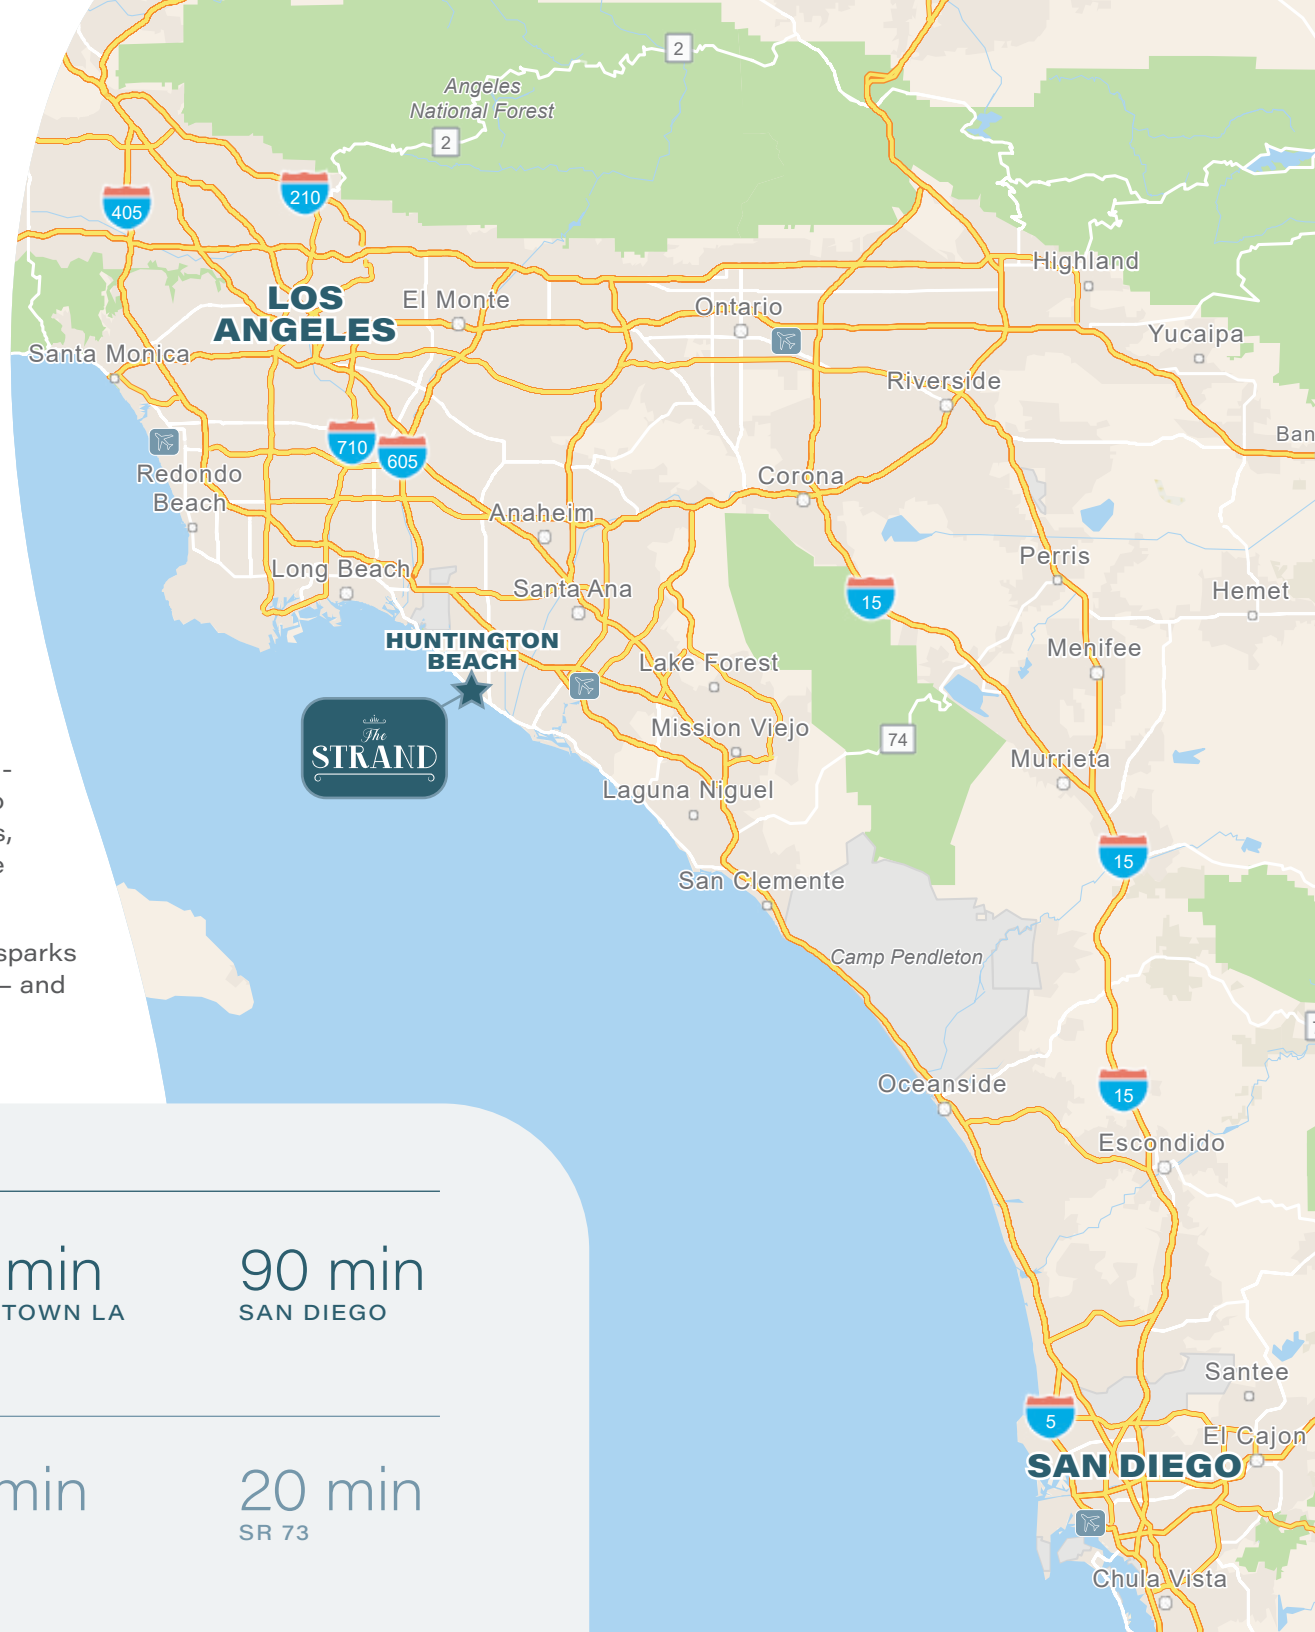 2
Angeles
National Forest
2
210
405
Highland
LOS
ANGELES
El Monte
Ontario
Yucaipa
Santa Monica
Riverside
Ban
710
605
Redondo
Beach
Corona
Anaheim
Perris
Long Beach
Santa Ana
15
Hemet
HUNTINGTON
BEACH
Menifee
Lake Forest
The
STRAND
Mission Viejo
74
Murrieta
Laguna Niguel
15
San Clemente
sparks
– and
Camp Pendleton
Oceanside
15
Escondido
min
TOWN LA
90 min
SAN DIEGO
Santee
5
El Cajon
SAN DIEGO
min
20 min
SR 73
Chula Vista